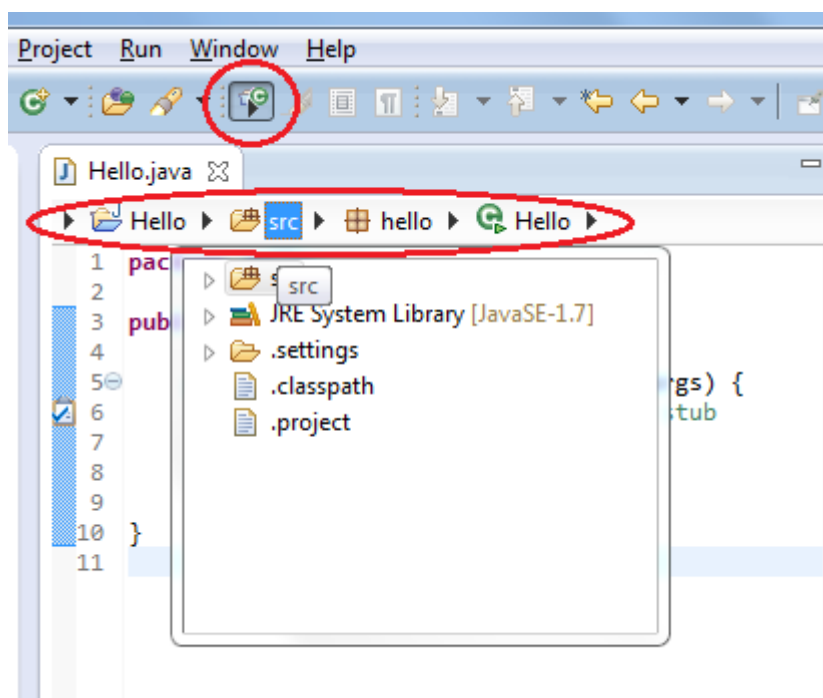 Project Run Window Help
Hello.java
Hello src hello Hello
1 pac
src
2
JRE System Library [JavaSE-1.7]
3 pub
4
.settings
5 rgs) {
.classpath
6 stub
.project
7
8
9
10 }
11